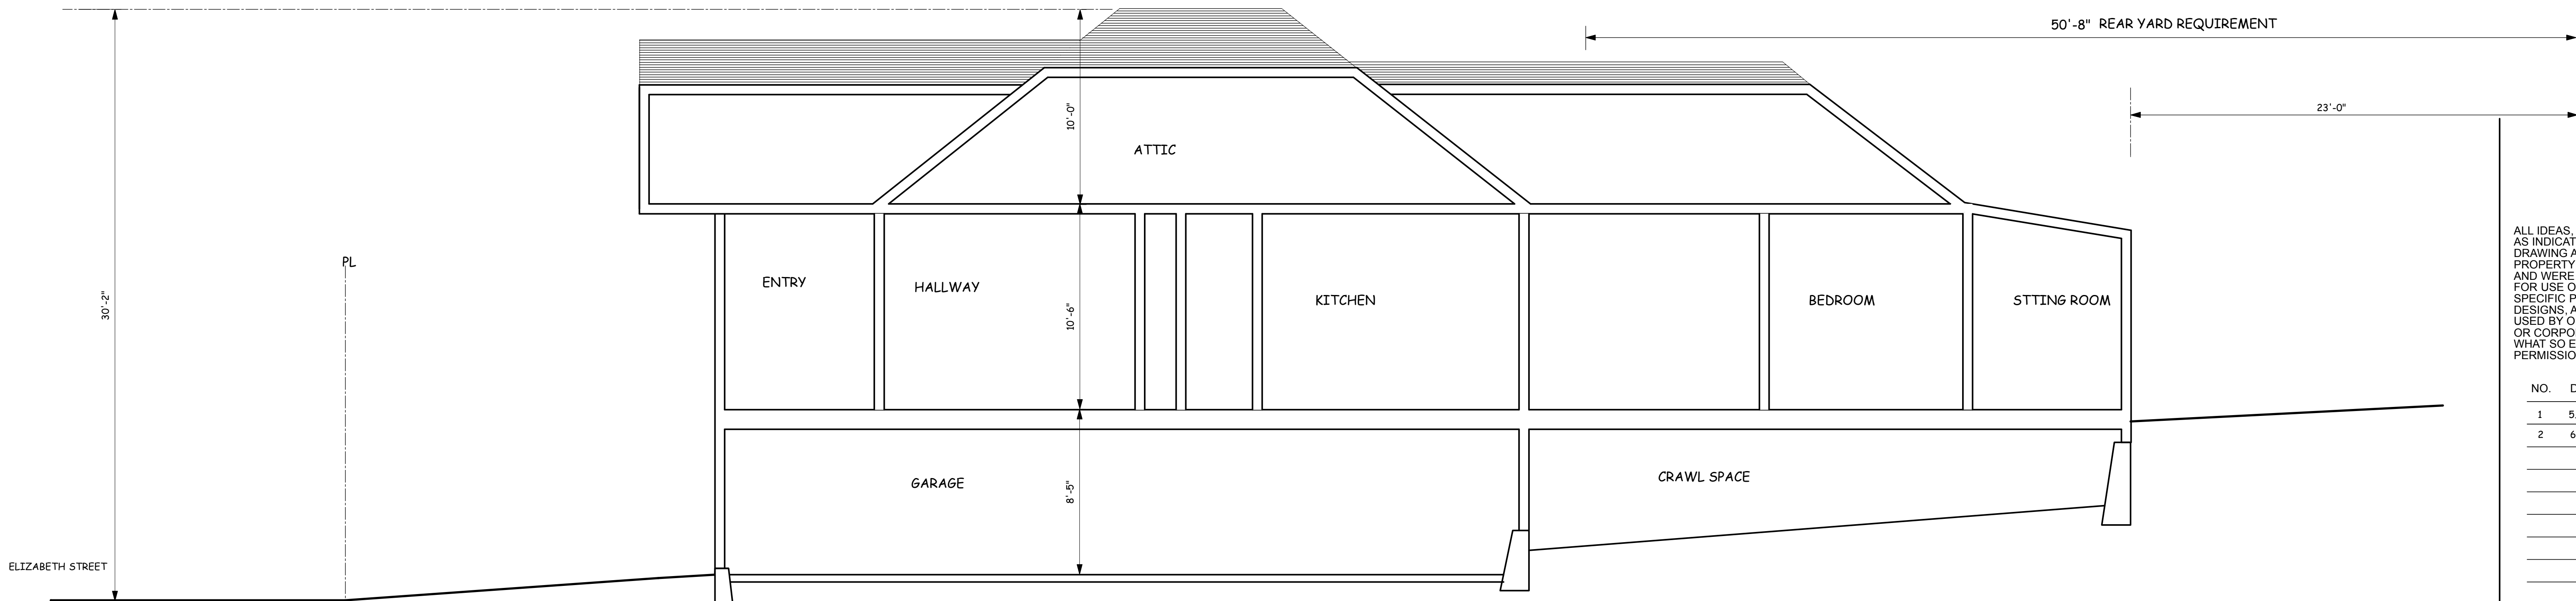 50'-8" REAR YARD REQUIREMENT
23'-0"
10'-0"
ATTIC
PL
30'-2"
ENTRY
HALLWAY
10'-6"
KITCHEN
BEDROOM
STTING ROOM
GARAGE
8'-5"
CRAWL SPACE
ELIZABETH STREET
ALL IDEAS,
AS INDICAT
DRAWING A
PROPERTY
AND WERE
FOR USE O
SPECIFIC P
DESIGNS, A
USED BY O
OR CORPO
WHAT SO E
PERMISSIO
NO. D
1 5.
2 6